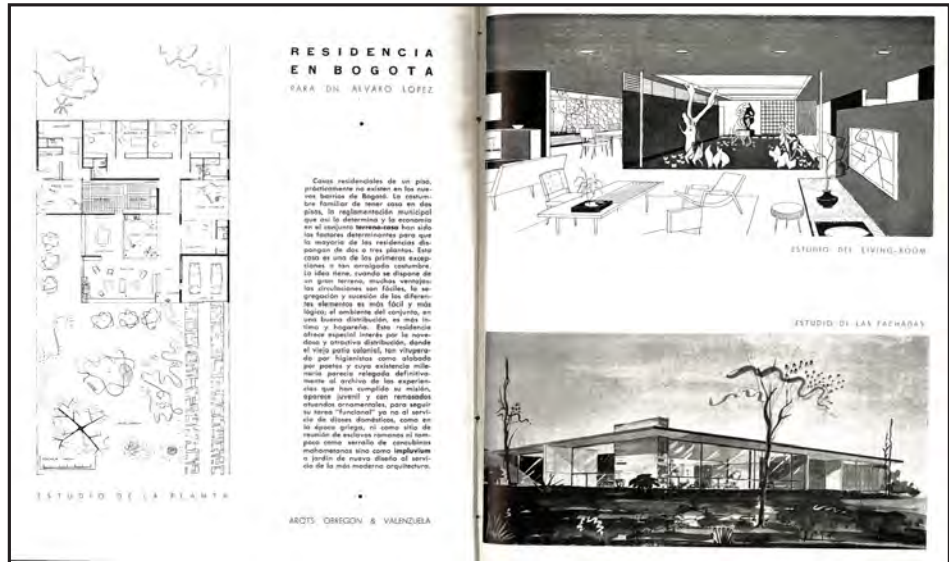 RESIDENCIA
EN BOGOTA
PARA DN. ALVARO LOPEZ
Casas residenciales de un piso,
prácticamente no existen en los nue-
vos barrios de Bogotá. La costum-
bre familiar de tener casa en dos
pisos, la reglamentación municipal
que así la determina y la economía
en el conjunto terreno-casa han sido
los factores determinantes para que
la mayoría de las residencias dis-
pongan de dos o tres plantas. Esta
casa es una de las primeras excep-
ciones a tan arraigada costumbre.
La idea tiene, cuando se dispone de
un gran terreno, muchas ventajas:
las circulaciones son fáciles, la se-
gregación y sucesión de los diferen-
tes elementos es más fácil y más
lógica; el ambiente del conjunto, en
una buena distribución, es más ín-
timo y hogareño. Esta residencia
ofrece especial interés por la nove-
dosa y atractiva distribución, donde
el viejo patio colonial, tan vitupera-
do por higienistas como alabado
por poetas y cuya existencia mile-
naria parecía relegada definitiva-
mente al archivo de las experien-
cias que han cumplido su misión,
aparece juvenil y con remozados
atuendos ornamentales, para seguir
su tarea "funcional" ya no al servi-
cio de dioses domésticos, como en
la época griega, ni como sitio de
reunión de esclavos romanos ni tam-
poco como serrallo de concubinas
mahometanas sino como impluvium
o jardín de nuevo diseño al servi-
cio de la más moderna arquitectura.
ARQTS. OBREGON & VALENZUELA
ESTUDIO DE LA PLANTA
ESTUDIO DEL LIVING-ROOM
ESTUDIO DE LAS FACHADAS